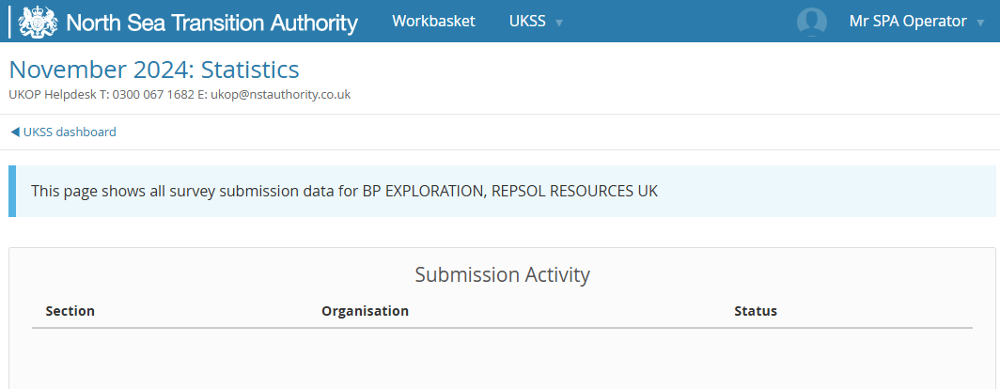 North Sea Transition Authority Workbasket UKSS Mr SPA Operator
November 2024: Statistics
UKOP Helpdesk T: 0300 067 1682 E: ukop@nstauthority.co.uk
UKSS dashboard
This page shows all survey submission data for BP EXPLORATION, REPSOL RESOURCES UK
Submission Activity
Section Organisation Status